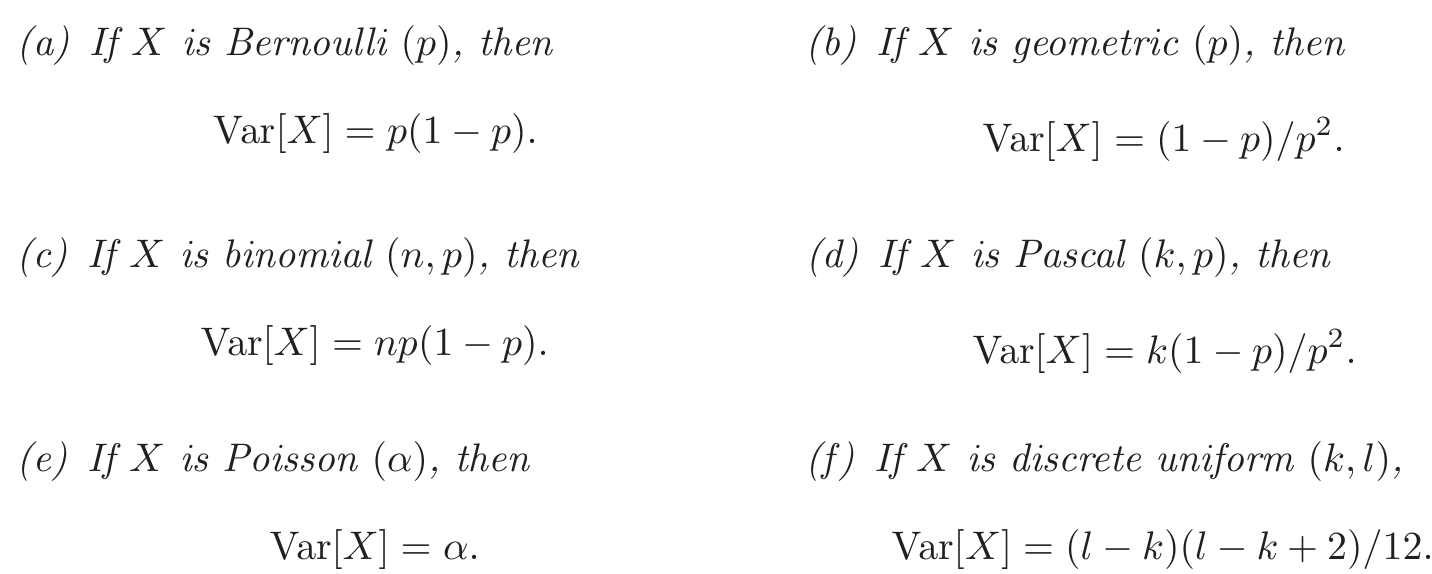 (a) If X is Bernoulli (p), then
Var[X] = p(1 − p).
(b) If X is geometric (p), then
Var[X] = (1 − p)/p².
(c) If X is binomial (n, p), then
Var[X] = np(1 − p).
(d) If X is Pascal (k, p), then
Var[X] = k(1 − p)/p².
(e) If X is Poisson (α), then
Var[X] = α.
(f) If X is discrete uniform (k, l),
Var[X] = (l − k)(l − k + 2)/12.